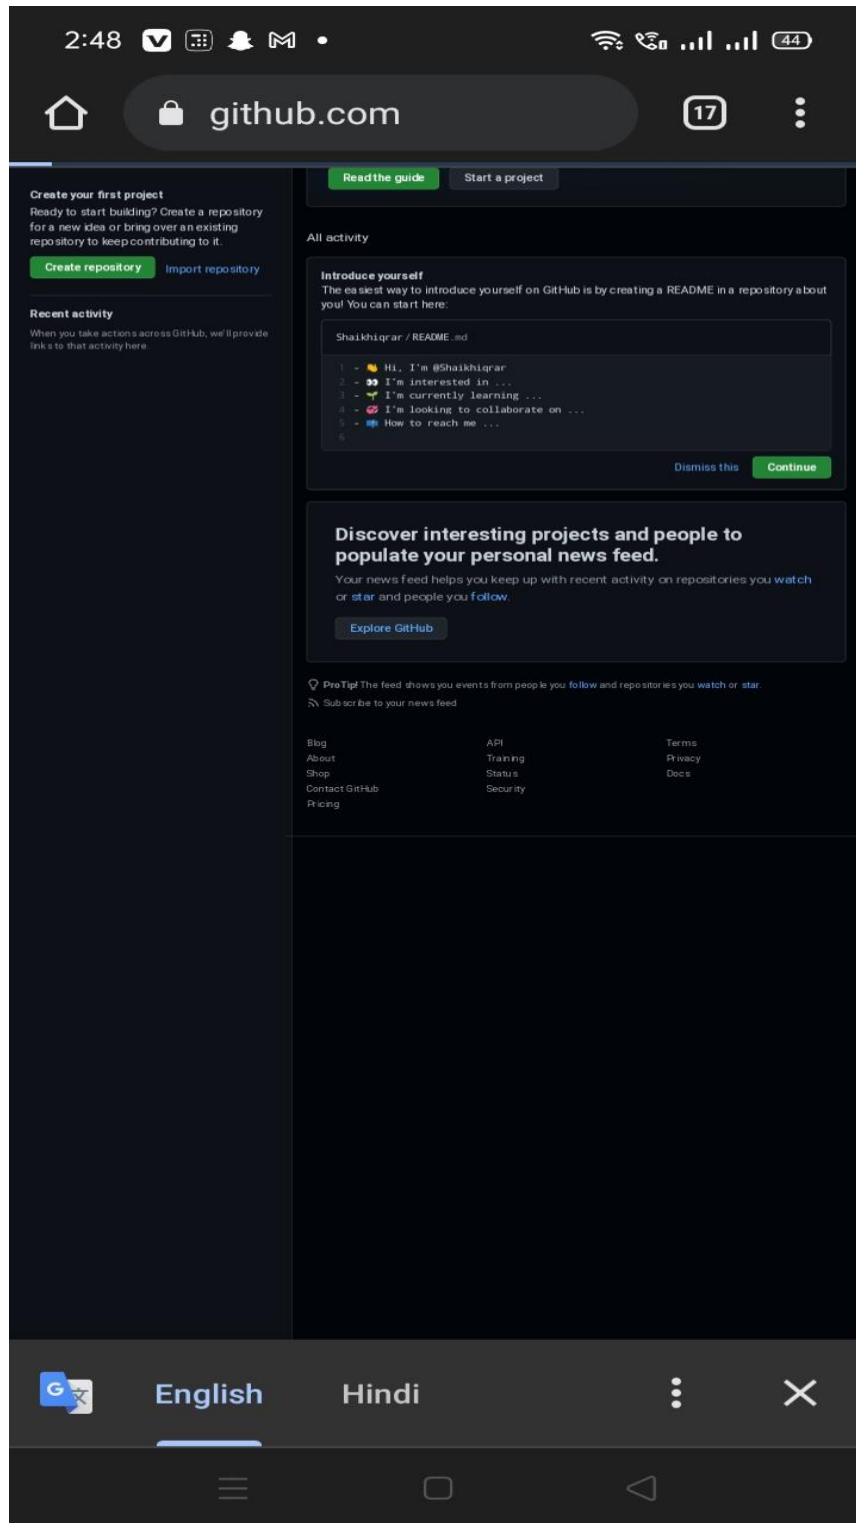 2:48
44
github.com
17
Create your first project
Ready to start building? Create a repository
for a new idea or bring over an existing
repository to keep contributing to it.
Create repository Import repository
Recent activity
When you take actions across GitHub, we'll provide
links to that activity here.
Read the guide Start a project
All activity
Introduce yourself
The easiest way to introduce yourself on GitHub is by creating a README in a repository about
you! You can start here:
Shaikhiqrar / README.md
1 - 👋 Hi, I'm @Shaikhiqrar
2 - 👀 I'm interested in ...
3 - 🌱 I'm currently learning ...
4 - 💞️ I'm looking to collaborate on ...
5 - 📫 How to reach me ...
6
Dismiss this Continue
Discover interesting projects and people to
populate your personal news feed.
Your news feed helps you keep up with recent activity on repositories you watch
or star and people you follow.
Explore GitHub
ProTip! The feed shows you events from people you follow and repositories you watch or star.
Subscribe to your news feed
Blog API Terms
About Training Privacy
Shop Status Docs
Contact GitHub Security
Pricing
G 文
English Hindi